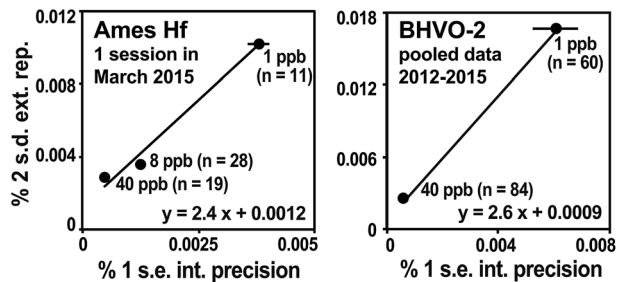 % 2 s.d. ext. rep.
0.012
0.008
0.004
0
Ames Hf
1 session in
March 2015
1 ppb
(n = 11)
8 ppb (n = 28)
40 ppb (n = 19)
y = 2.4 x + 0.0012
0
0.0025
0.005
% 1 s.e. int. precision
0.018
0.012
0.006
0
BHVO-2
pooled data
2012-2015
1 ppb
(n = 60)
40 ppb (n = 84)
y = 2.6 x + 0.0009
0
0.004
0.008
% 1 s.e. int. precision